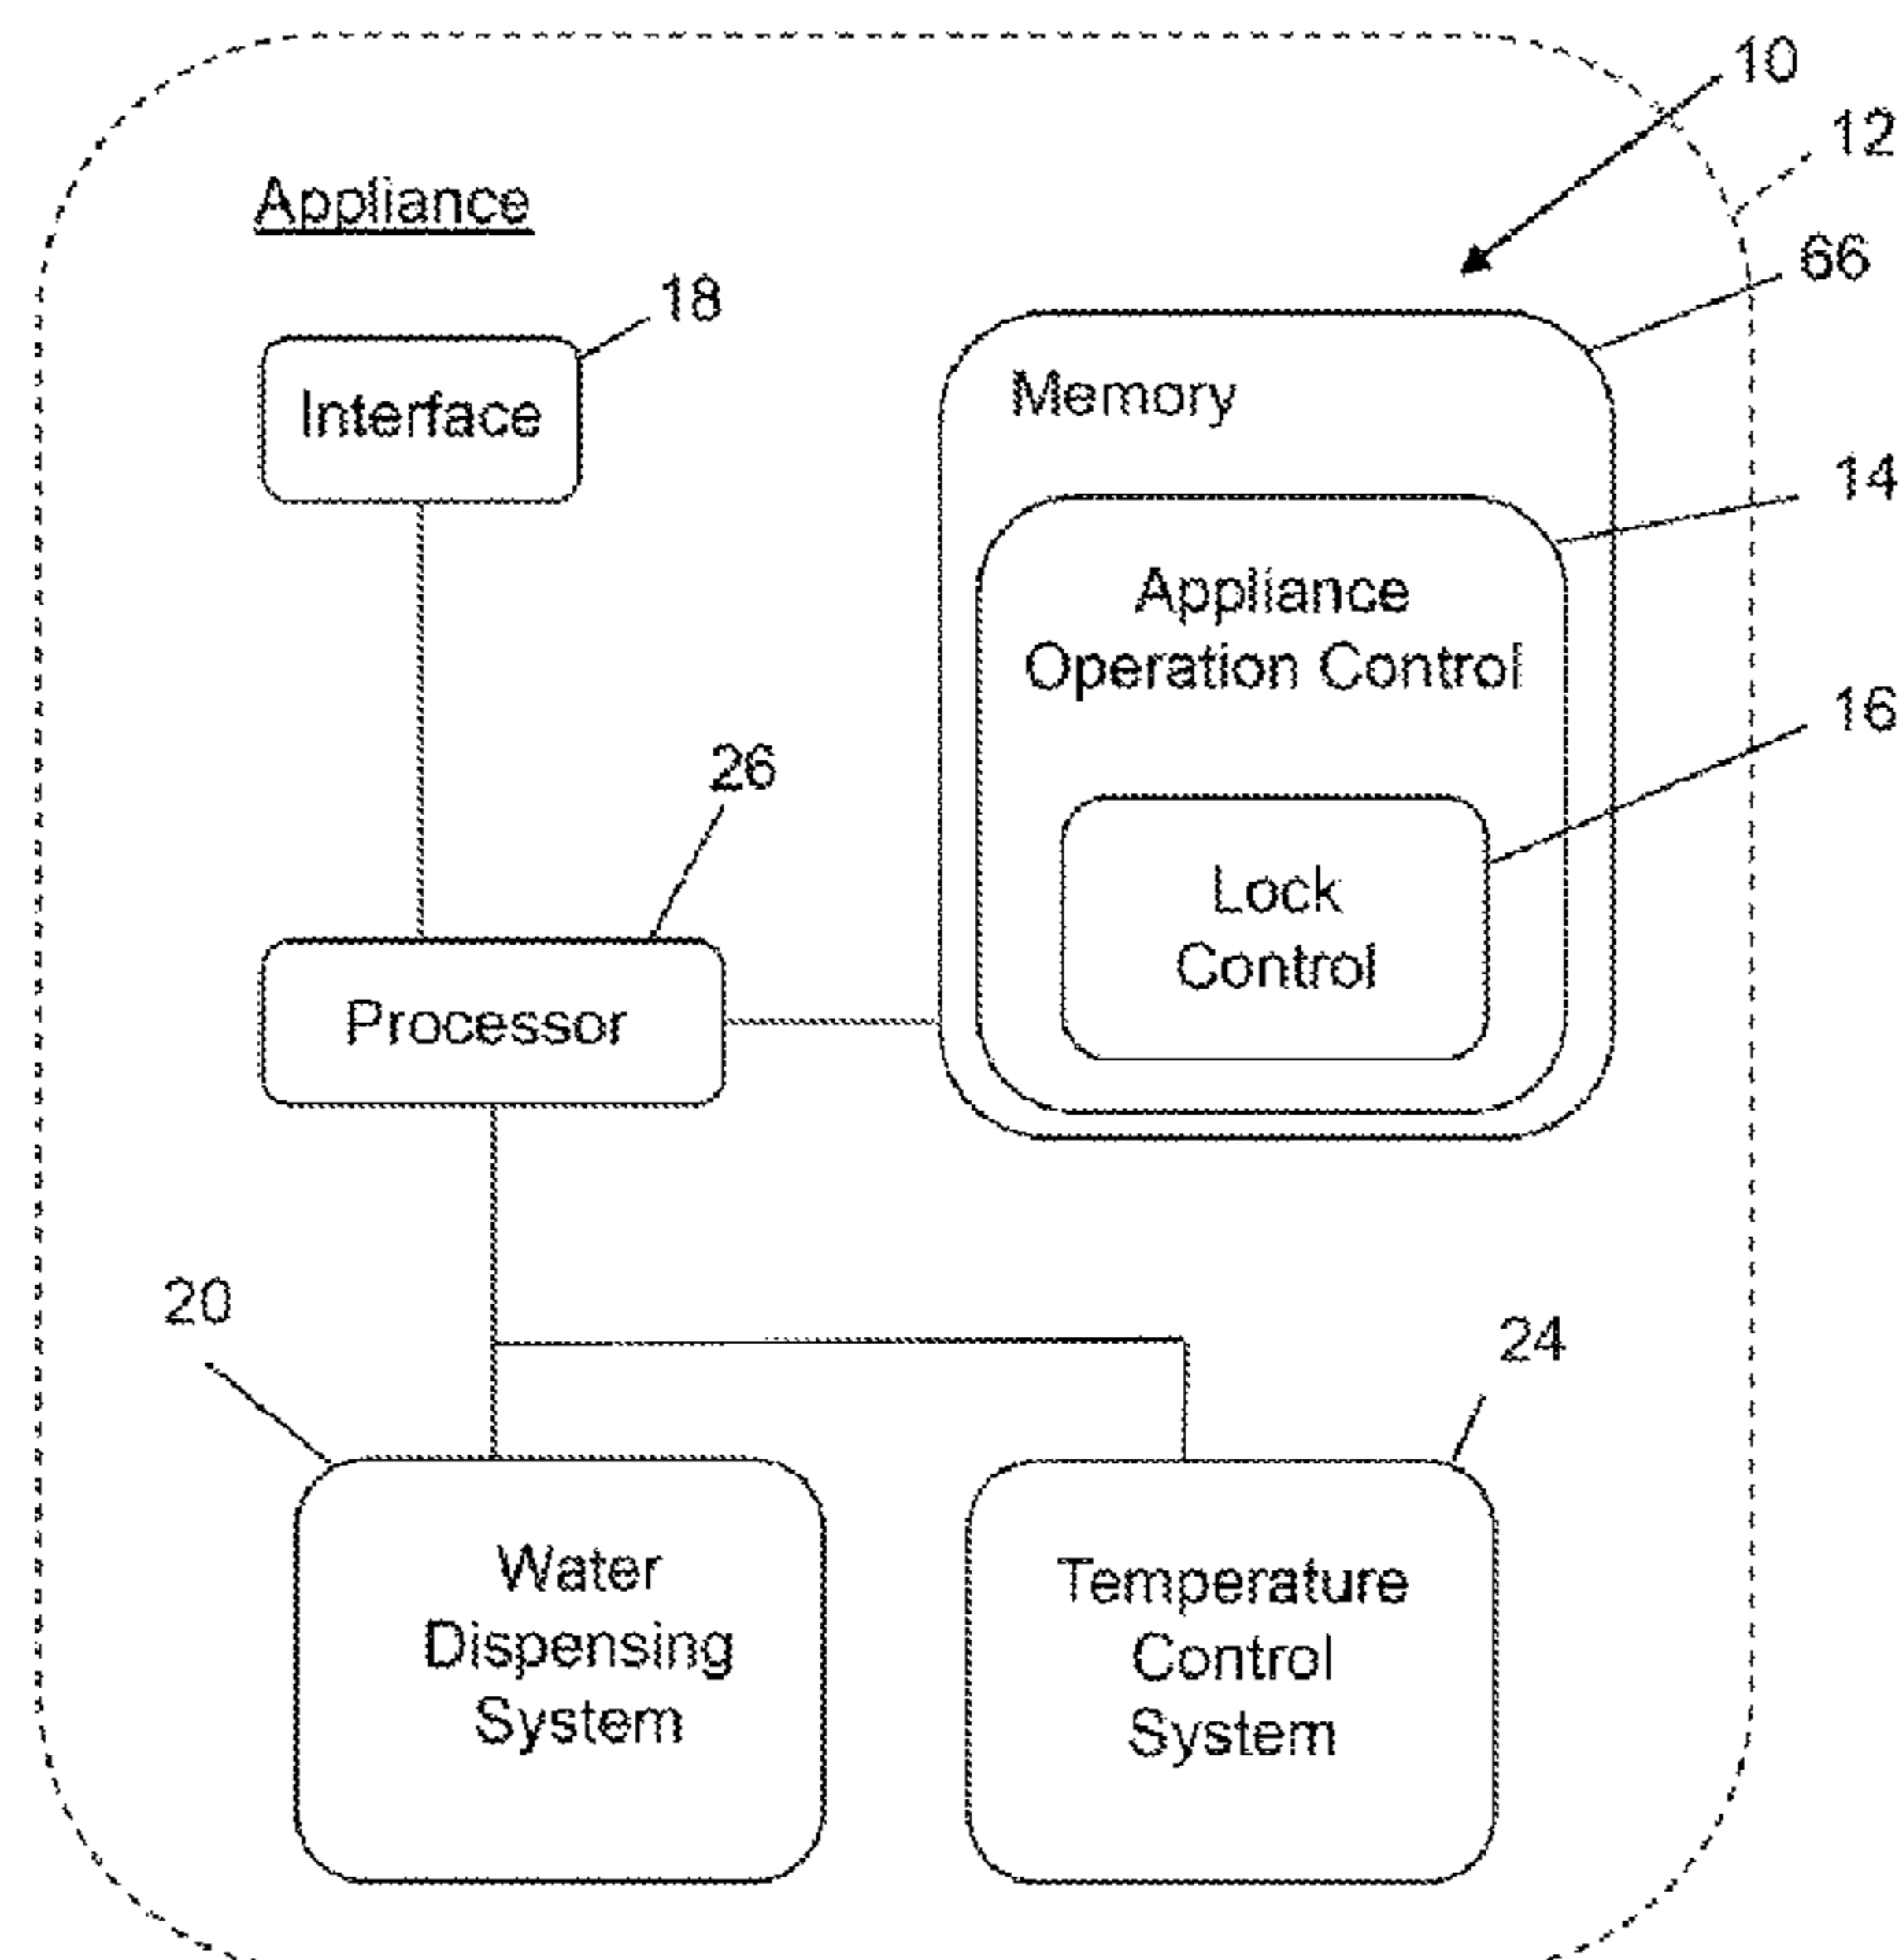 10
12
Appliance
66
18
Interface
Memory
14
Appliance
Operation Control
16
26
Lock
Control
Processor
20
24
Water
Dispensing
System
Temperature
Control
System